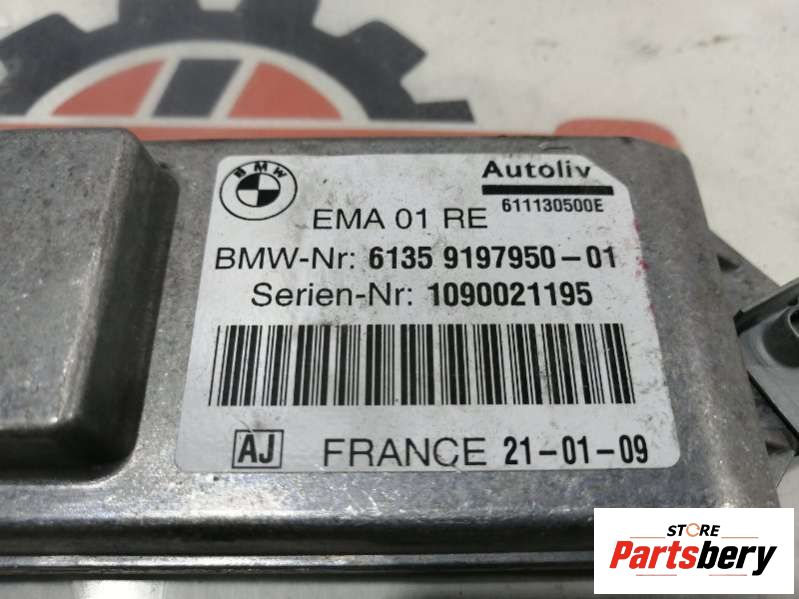 BMW
Autoliv
611130500E
EMA 01 RE
BMW-Nr: 6135 9197950-01
Serien-Nr: 1090021195
AJ FRANCE 21-01-09
STORE
Partsbery